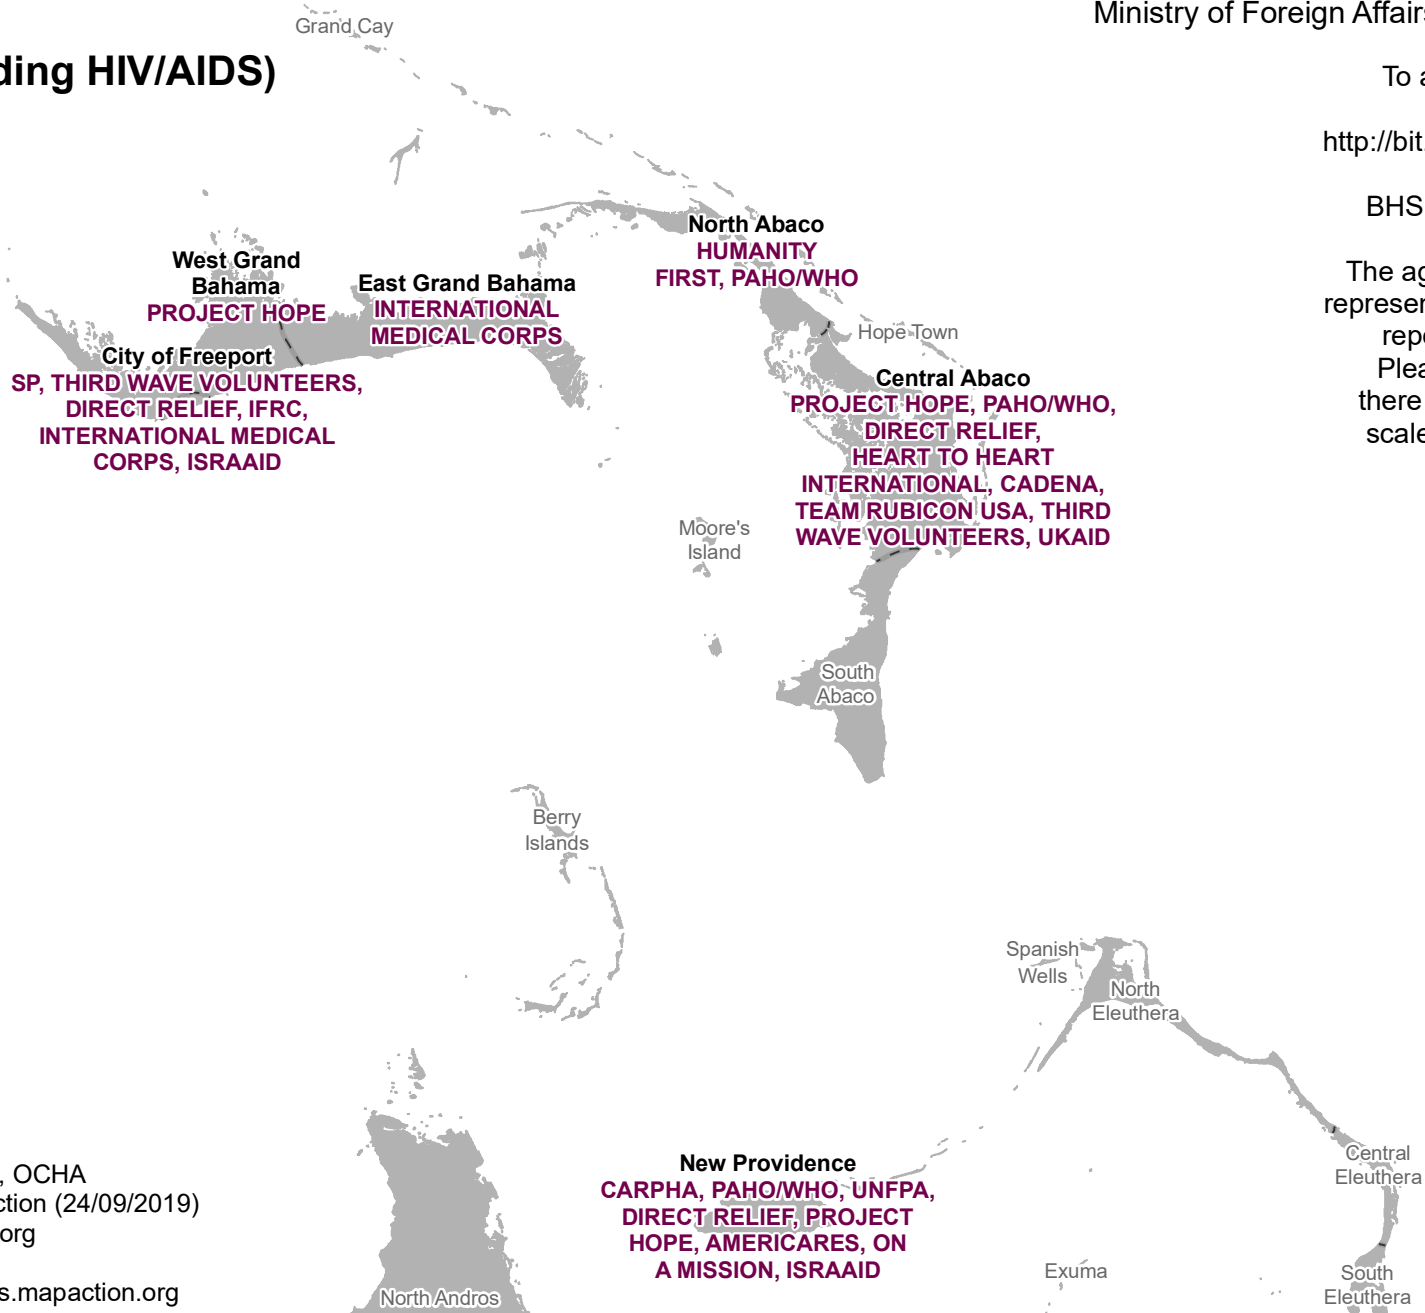 Grand Cay
Ministry of Foreign Affairs
ding HIV/AIDS)
To a
http://bit.
BHS
The ag
represen
repo
Plea
there
scale
North Abaco
HUMANITY
FIRST, PAHO/WHO
West Grand
Bahama
PROJECT HOPE
East Grand Bahama
INTERNATIONAL
MEDICAL CORPS
Hope Town
City of Freeport
SP, THIRD WAVE VOLUNTEERS,
DIRECT RELIEF, IFRC,
INTERNATIONAL MEDICAL
CORPS, ISRAAID
Central Abaco
PROJECT HOPE, PAHO/WHO,
DIRECT RELIEF,
HEART TO HEART
INTERNATIONAL, CADENA,
TEAM RUBICON USA, THIRD
WAVE VOLUNTEERS, UKAID
Moore's
Island
South
Abaco
Berry
Islands
Spanish
Wells
North
Eleuthera
Central
Eleuthera
New Providence
CARPHA, PAHO/WHO, UNFPA,
DIRECT RELIEF, PROJECT
HOPE, AMERICARES, ON
A MISSION, ISRAAID
, OCHA
ction (24/09/2019)
org
s.mapaction.org
North Andros
Exuma
South
Eleuthera